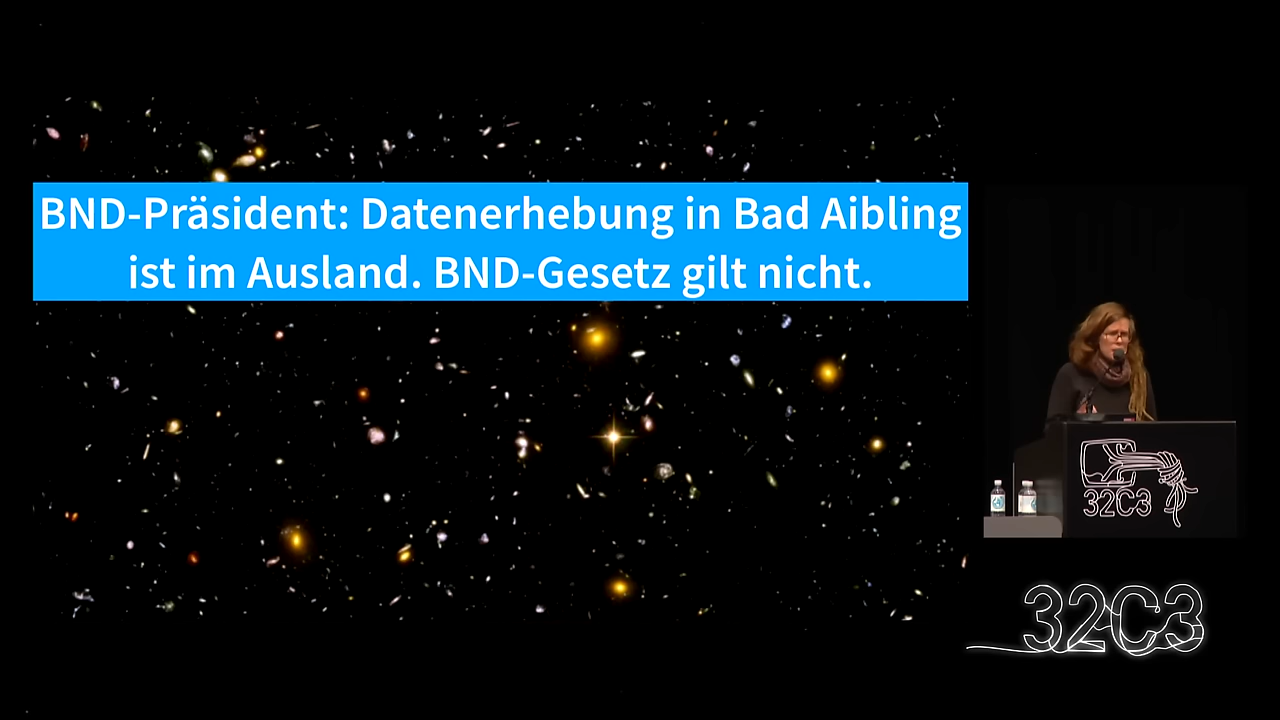 BND-Präsident: Datenerhebung in Bad Aibling
ist im Ausland. BND-Gesetz gilt nicht.
32C3
32C3